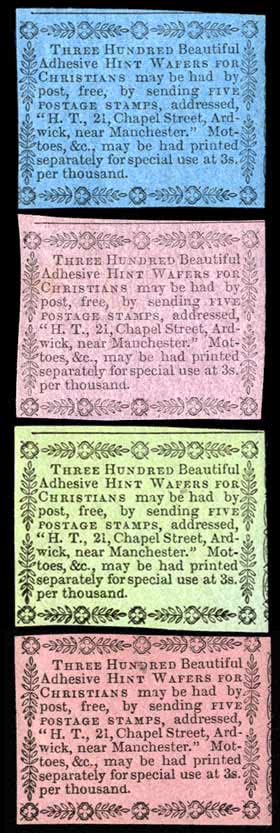 THREE HUNDRED Beautiful
Adhesive HINT WAFERS FOR
CHRISTIANS may be had by
post, free, by sending FIVE
POSTAGE STAMPS, addressed,
"H. T., 21, Chapel Street, Ard-
wick, near Manchester." Mot-
toes, &c., may be had printed
separately for special use at 3s.
per thousand.
THREE HUNDRED Beautiful
Adhesive HINT WAFERS FOR
CHRISTIANS may be had by
post, free, by sending FIVE
POSTAGE STAMPS, addressed,
"H. T., 21, Chapel Street, Ard-
wick, near Manchester." Mot-
toes, &c., may be had printed
separately for special use at 3s.
per thousand.
THREE HUNDRED Beautiful
Adhesive HINT WAFERS FOR
CHRISTIANS may be had by
post, free, by sending FIVE
POSTAGE STAMPS, addressed,
"H. T., 21, Chapel Street, Ard-
wick, near Manchester." Mot-
toes, &c., may be had printed
separately for special use at 3s.
per thousand.
THREE HUNDRED Beautiful
Adhesive HINT WAFERS FOR
CHRISTIANS may be had by
post, free, by sending FIVE
POSTAGE STAMPS, addressed,
"H. T., 21, Chapel Street, Ard-
wick, near Manchester." Mot-
toes, &c., may be had printed
separately for special use at 3s.
per thousand.